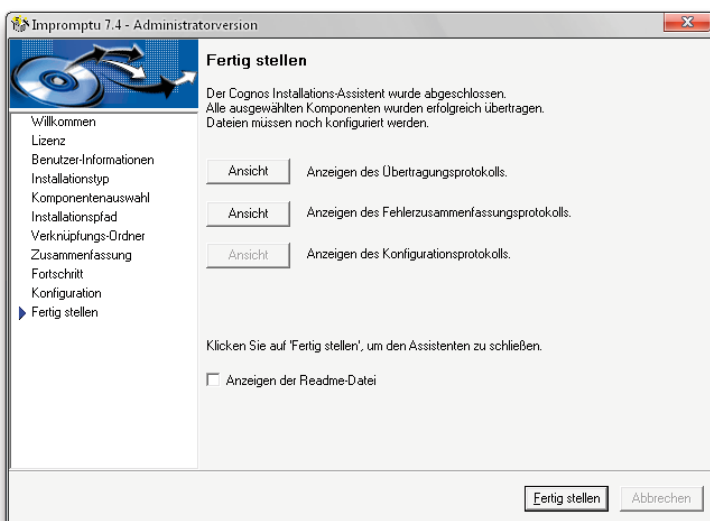 Impromptu 7.4 - Administratorversion
Willkommen
Lizenz
Benutzer-Informationen
Installationstyp
Komponentenauswahl
Installationspfad
Verknüpfungs-Ordner
Zusammenfassung
Fortschritt
Konfiguration
Fertig stellen
Fertig stellen
Der Cognos Installations-Assistent wurde abgeschlossen.
Alle ausgewählten Komponenten wurden erfolgreich übertragen.
Dateien müssen noch konfiguriert werden.
Ansicht Anzeigen des Übertragungsprotokolls.
Ansicht Anzeigen des Fehlerzusammenfassungsprotokolls.
Ansicht Anzeigen des Konfigurationsprotokolls.
Klicken Sie auf 'Fertig stellen', um den Assistenten zu schließen.
Anzeigen der Readme-Datei
Fertig stellen Abbrechen